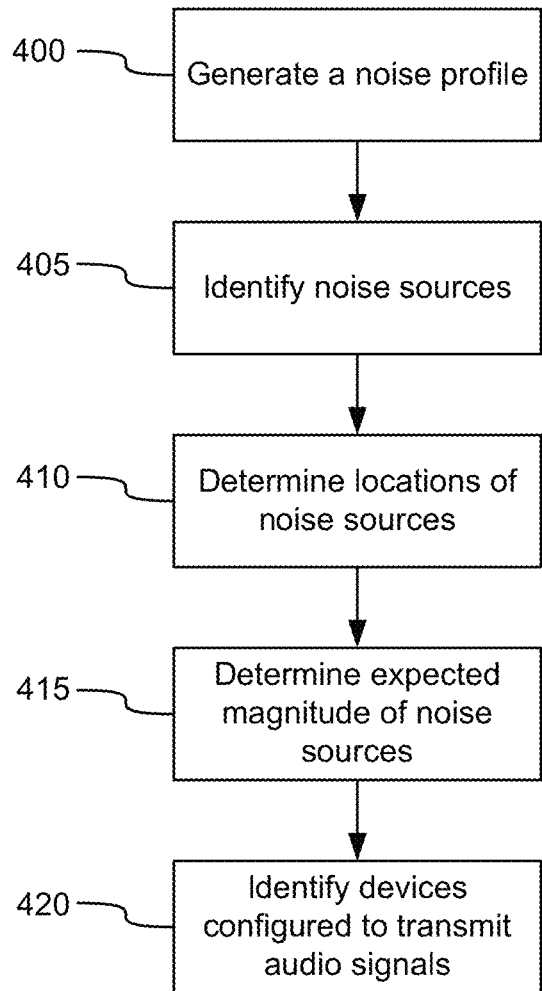 400
Generate a noise profile
405
Identify noise sources
410
Determine locations of
noise sources
415
Determine expected
magnitude of noise
sources
420
Identify devices
configured to transmit
audio signals